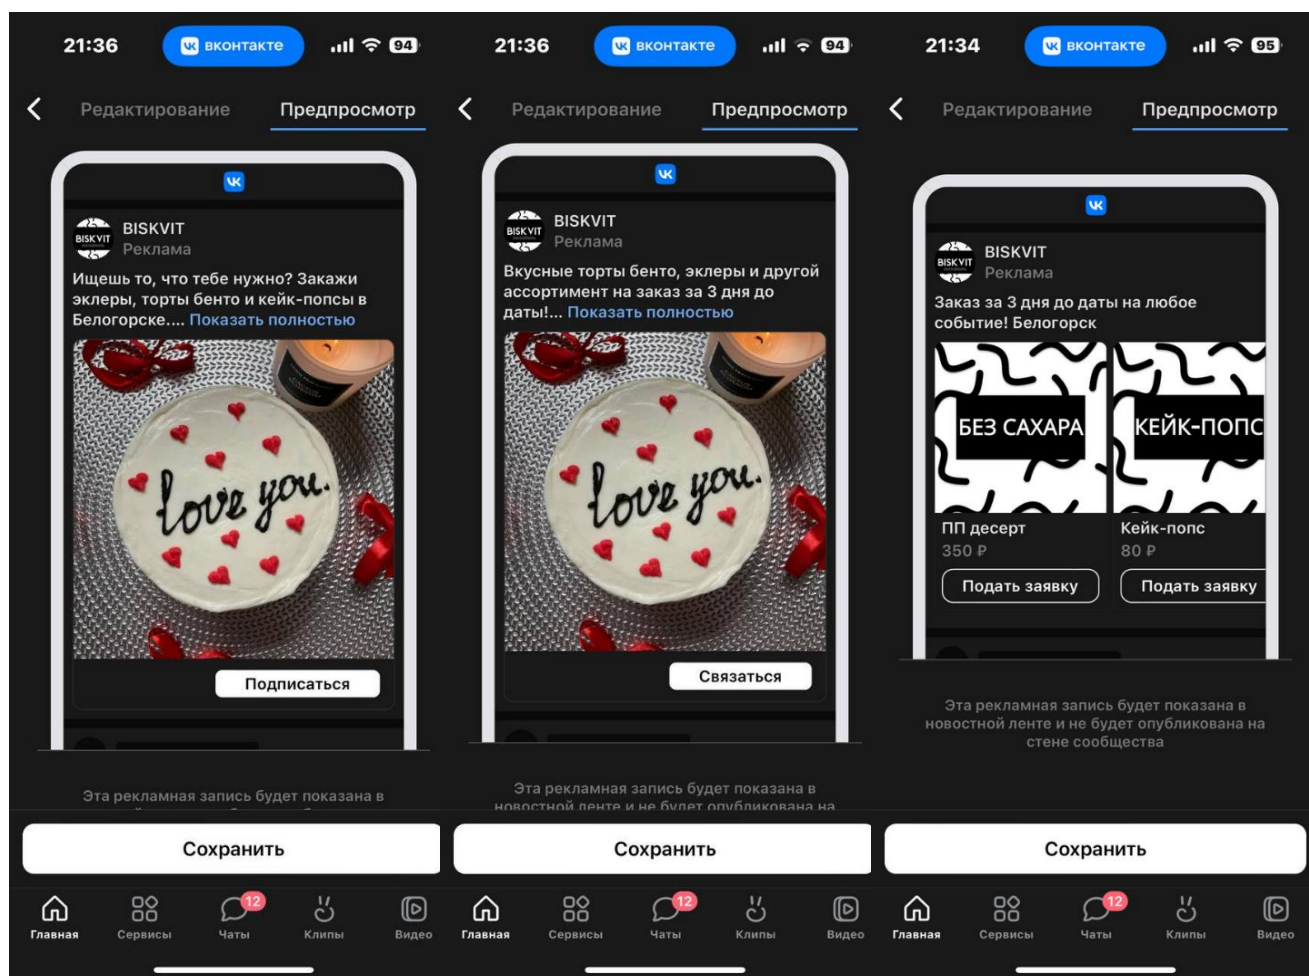 21:36
вконтакте
94
Редактирование
Предпросмотр
BISKVIT
BISKVIT
Реклама
Ищешь то, что тебе нужно? Закажи
эклеры, торты бенто и кейк-попсы в
Белогорске.... Показать полностью
love you.
Подписаться
Эта рекламная запись будет показана в
Сохранить
Главная
Сервисы
12
Чаты
Клипы
Видео
21:36
вконтакте
94
Редактирование
Предпросмотр
BISKVIT
BISKVIT
Реклама
Вкусные торты бенто, эклеры и другой
ассортимент на заказ за 3 дня до
даты!... Показать полностью
love you.
Связаться
Эта рекламная запись будет показана в
новостной ленте и не будет опубликована на
Сохранить
Главная
Сервисы
12
Чаты
Клипы
Видео
21:34
вконтакте
95
Редактирование
Предпросмотр
BISKVIT
BISKVIT
Реклама
Заказ за 3 дня до даты на любое
событие! Белогорск
БЕЗ САХАРА
КЕЙК-ПОПС
ПП десерт
350 ₽
Подать заявку
Кейк-попс
80 ₽
Подать заявку
Эта рекламная запись будет показана в
новостной ленте и не будет опубликована на
стене сообщества
Сохранить
Главная
Сервисы
12
Чаты
Клипы
Видео